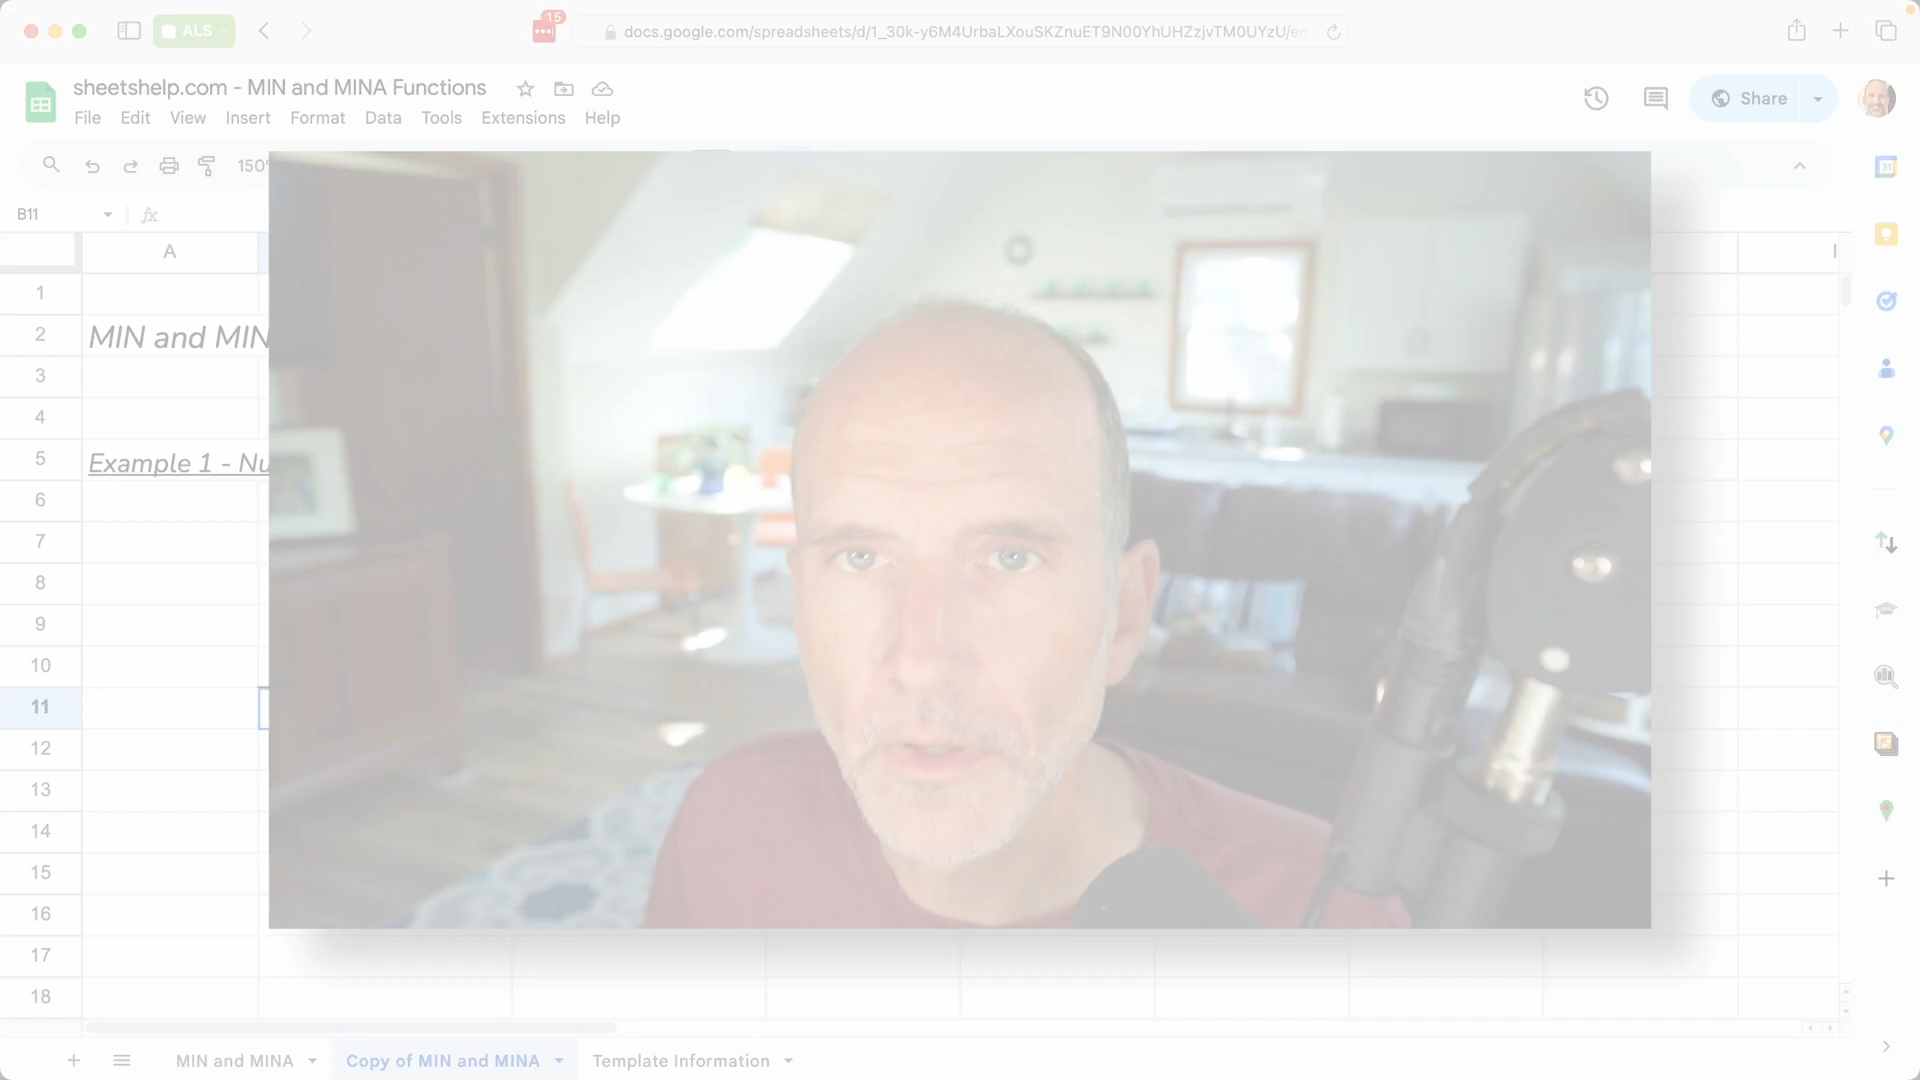 ALS
15
docs.google.com/spreadsheets/d/1_30k-y6M4UrbaLXouSKZnuET9N00YhUHZzjvTM0UYzU/ed
sheetshelp.com - MIN and MINA Functions
File Edit View Insert Format Data Tools Extensions Help
Share
150%
B11
fx
A
I
1
2
MIN and MIN
3
4
5
Example 1 - Nu
6
7
8
9
10
11
12
13
14
15
16
17
18
31
MIN and MINA
Copy of MIN and MINA
Template Information